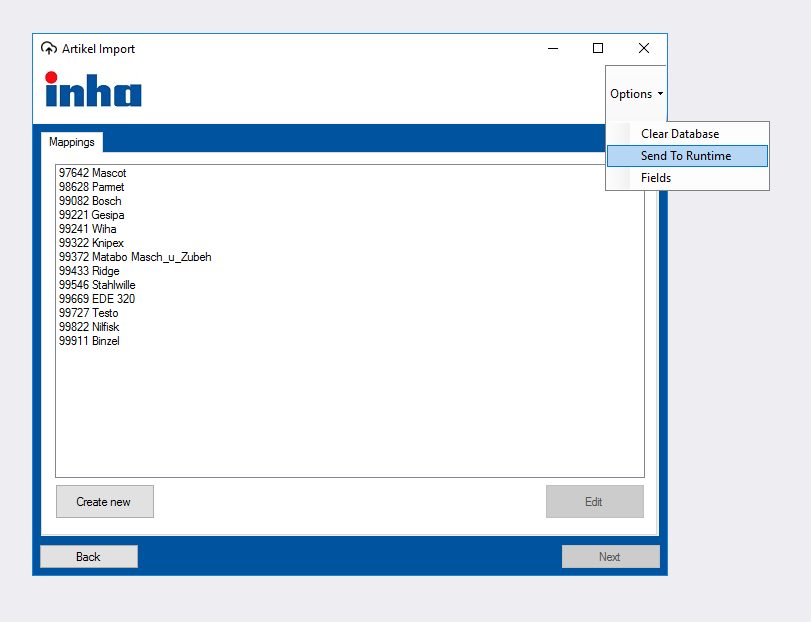 Artikel Import
inha
Options
Clear Database
Send To Runtime
Fields
Mappings
97642 Mascot
98628 Parmet
99082 Bosch
99221 Gesipa
99241 Wiha
99322 Knipex
99372 Matabo Masch_u_Zubeh
99433 Ridge
99546 Stahlwille
99669 EDE 320
99727 Testo
99822 Nilfisk
99911 Binzel
Create new
Edit
Back
Next